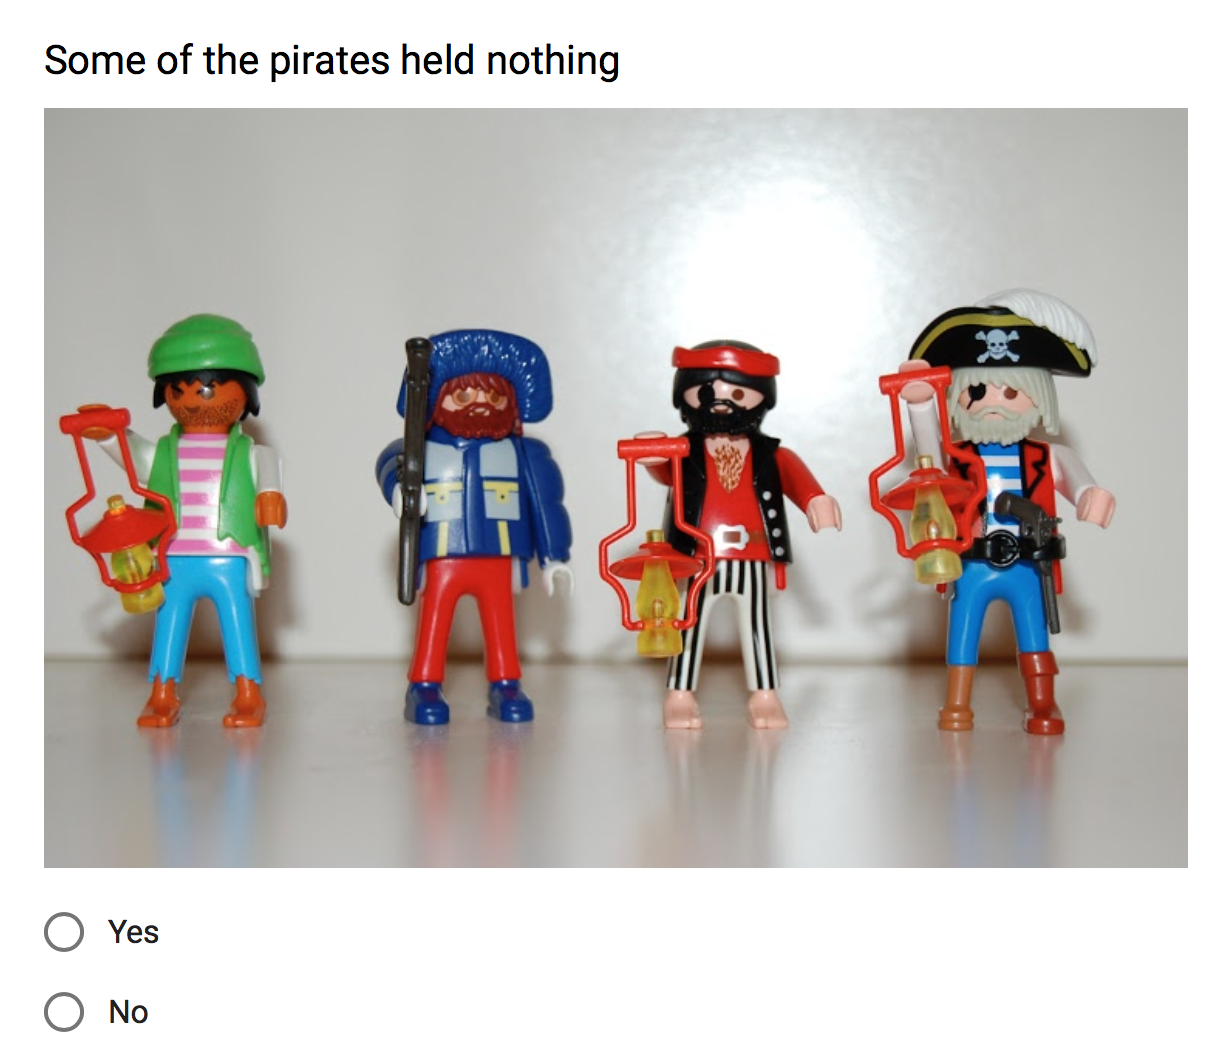 Some of the pirates held nothing
Yes
No